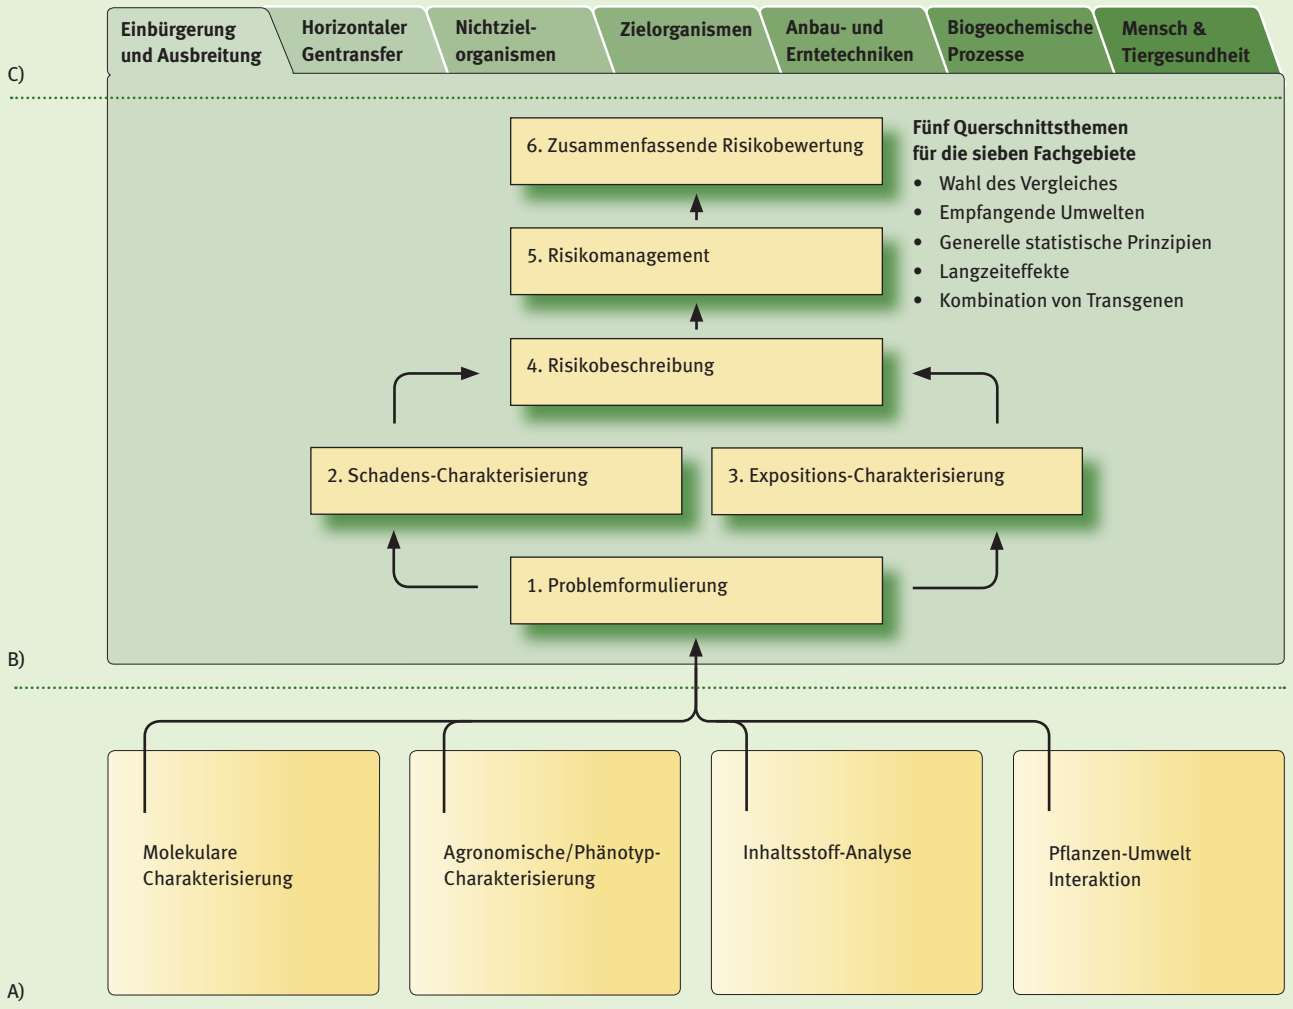 Einbürgerung
und Ausbreitung
Horizontaler
Gentransfer
Nichtziel-
organismen
Zielorganismen
Anbau- und
Erntetechniken
Biogeochemische
Prozesse
Mensch &
Tiergesundheit
C)
6. Zusammenfassende Risikobewertung
Fünf Querschnittsthemen
für die sieben Fachgebiete
• Wahl des Vergleiches
• Empfangende Umwelten
• Generelle statistische Prinzipien
• Langzeiteffekte
• Kombination von Transgenen
5. Risikomanagement
4. Risikobeschreibung
2. Schadens-Charakterisierung
3. Expositions-Charakterisierung
1. Problemformulierung
B)
Molekulare
Charakterisierung
Agronomische/Phänotyp-
Charakterisierung
Inhaltsstoff-Analyse
Pflanzen-Umwelt
Interaktion
A)